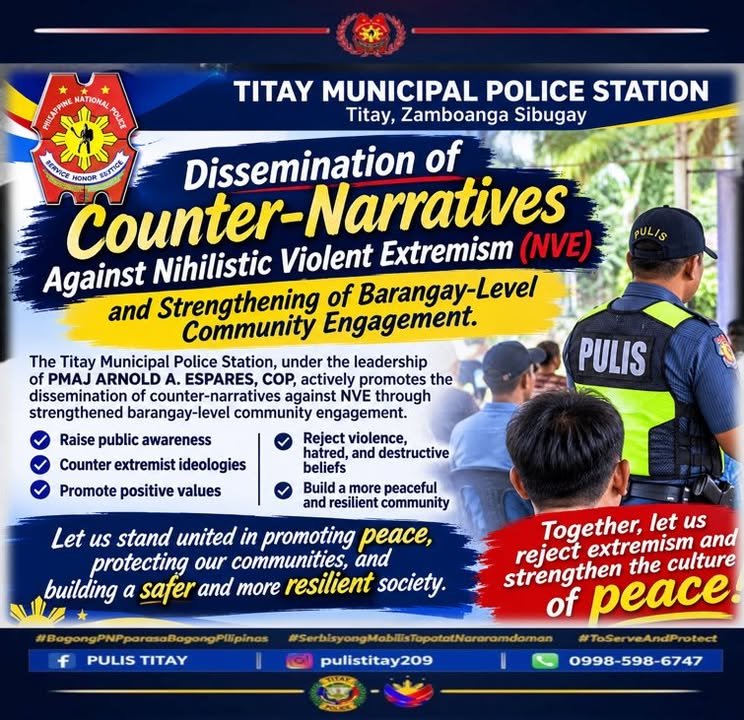 TITAY MUNICIPAL POLICE STATION
Titay, Zamboanga Sibugay
PHILIPPINE NATIONAL POLICE
SERVICE HONOR JUSTICE
Dissemination of
Counter-Narratives
Against Nihilistic Violent Extremism (NVE)
and Strengthening of Barangay-Level
Community Engagement.
The Titay Municipal Police Station, under the leadership
of PMAJ ARNOLD A. ESPARES, COP, actively promotes the
dissemination of counter-narratives against NVE through
strengthened barangay-level community engagement.
Raise public awareness
Counter extremist ideologies
Promote positive values
Reject violence,
hatred, and destructive
beliefs
Build a more peaceful
and resilient community
PULIS
PULIS
Let us stand united in promoting peace,
protecting our communities, and
building a safer and more resilient society.
Together, let us
reject extremism and
strengthen the culture
of peace!
#BagongPNPparasaBagongPilipinas #SerbisyongMabilisTapatatNararamdaman #ToServeAndProtect
PULIS TITAY | pulistitay209 | 0998-598-6747
TITAY
POLICE